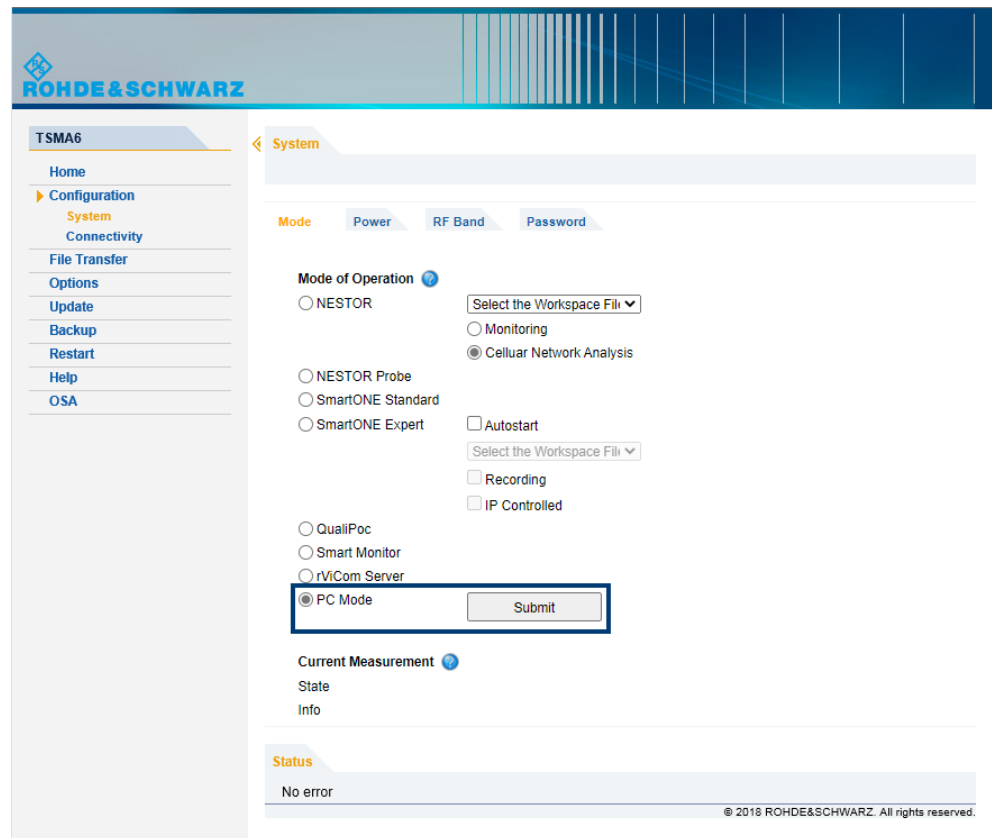 ROHDE&SCHWARZ
TSMA6
Home
Configuration
System
Connectivity
File Transfer
Options
Update
Backup
Restart
Help
OSA
System
Mode Power RF Band Password
Mode of Operation
NESTOR Select the Workspace Fil
Monitoring
Celluar Network Analysis
NESTOR Probe
SmartONE Standard
SmartONE Expert Autostart
Select the Workspace Fil
Recording
IP Controlled
QualiPoc
Smart Monitor
rViCom Server
PC Mode Submit
Current Measurement
State
Info
Status
No error
© 2018 ROHDE&SCHWARZ. All rights reserved.